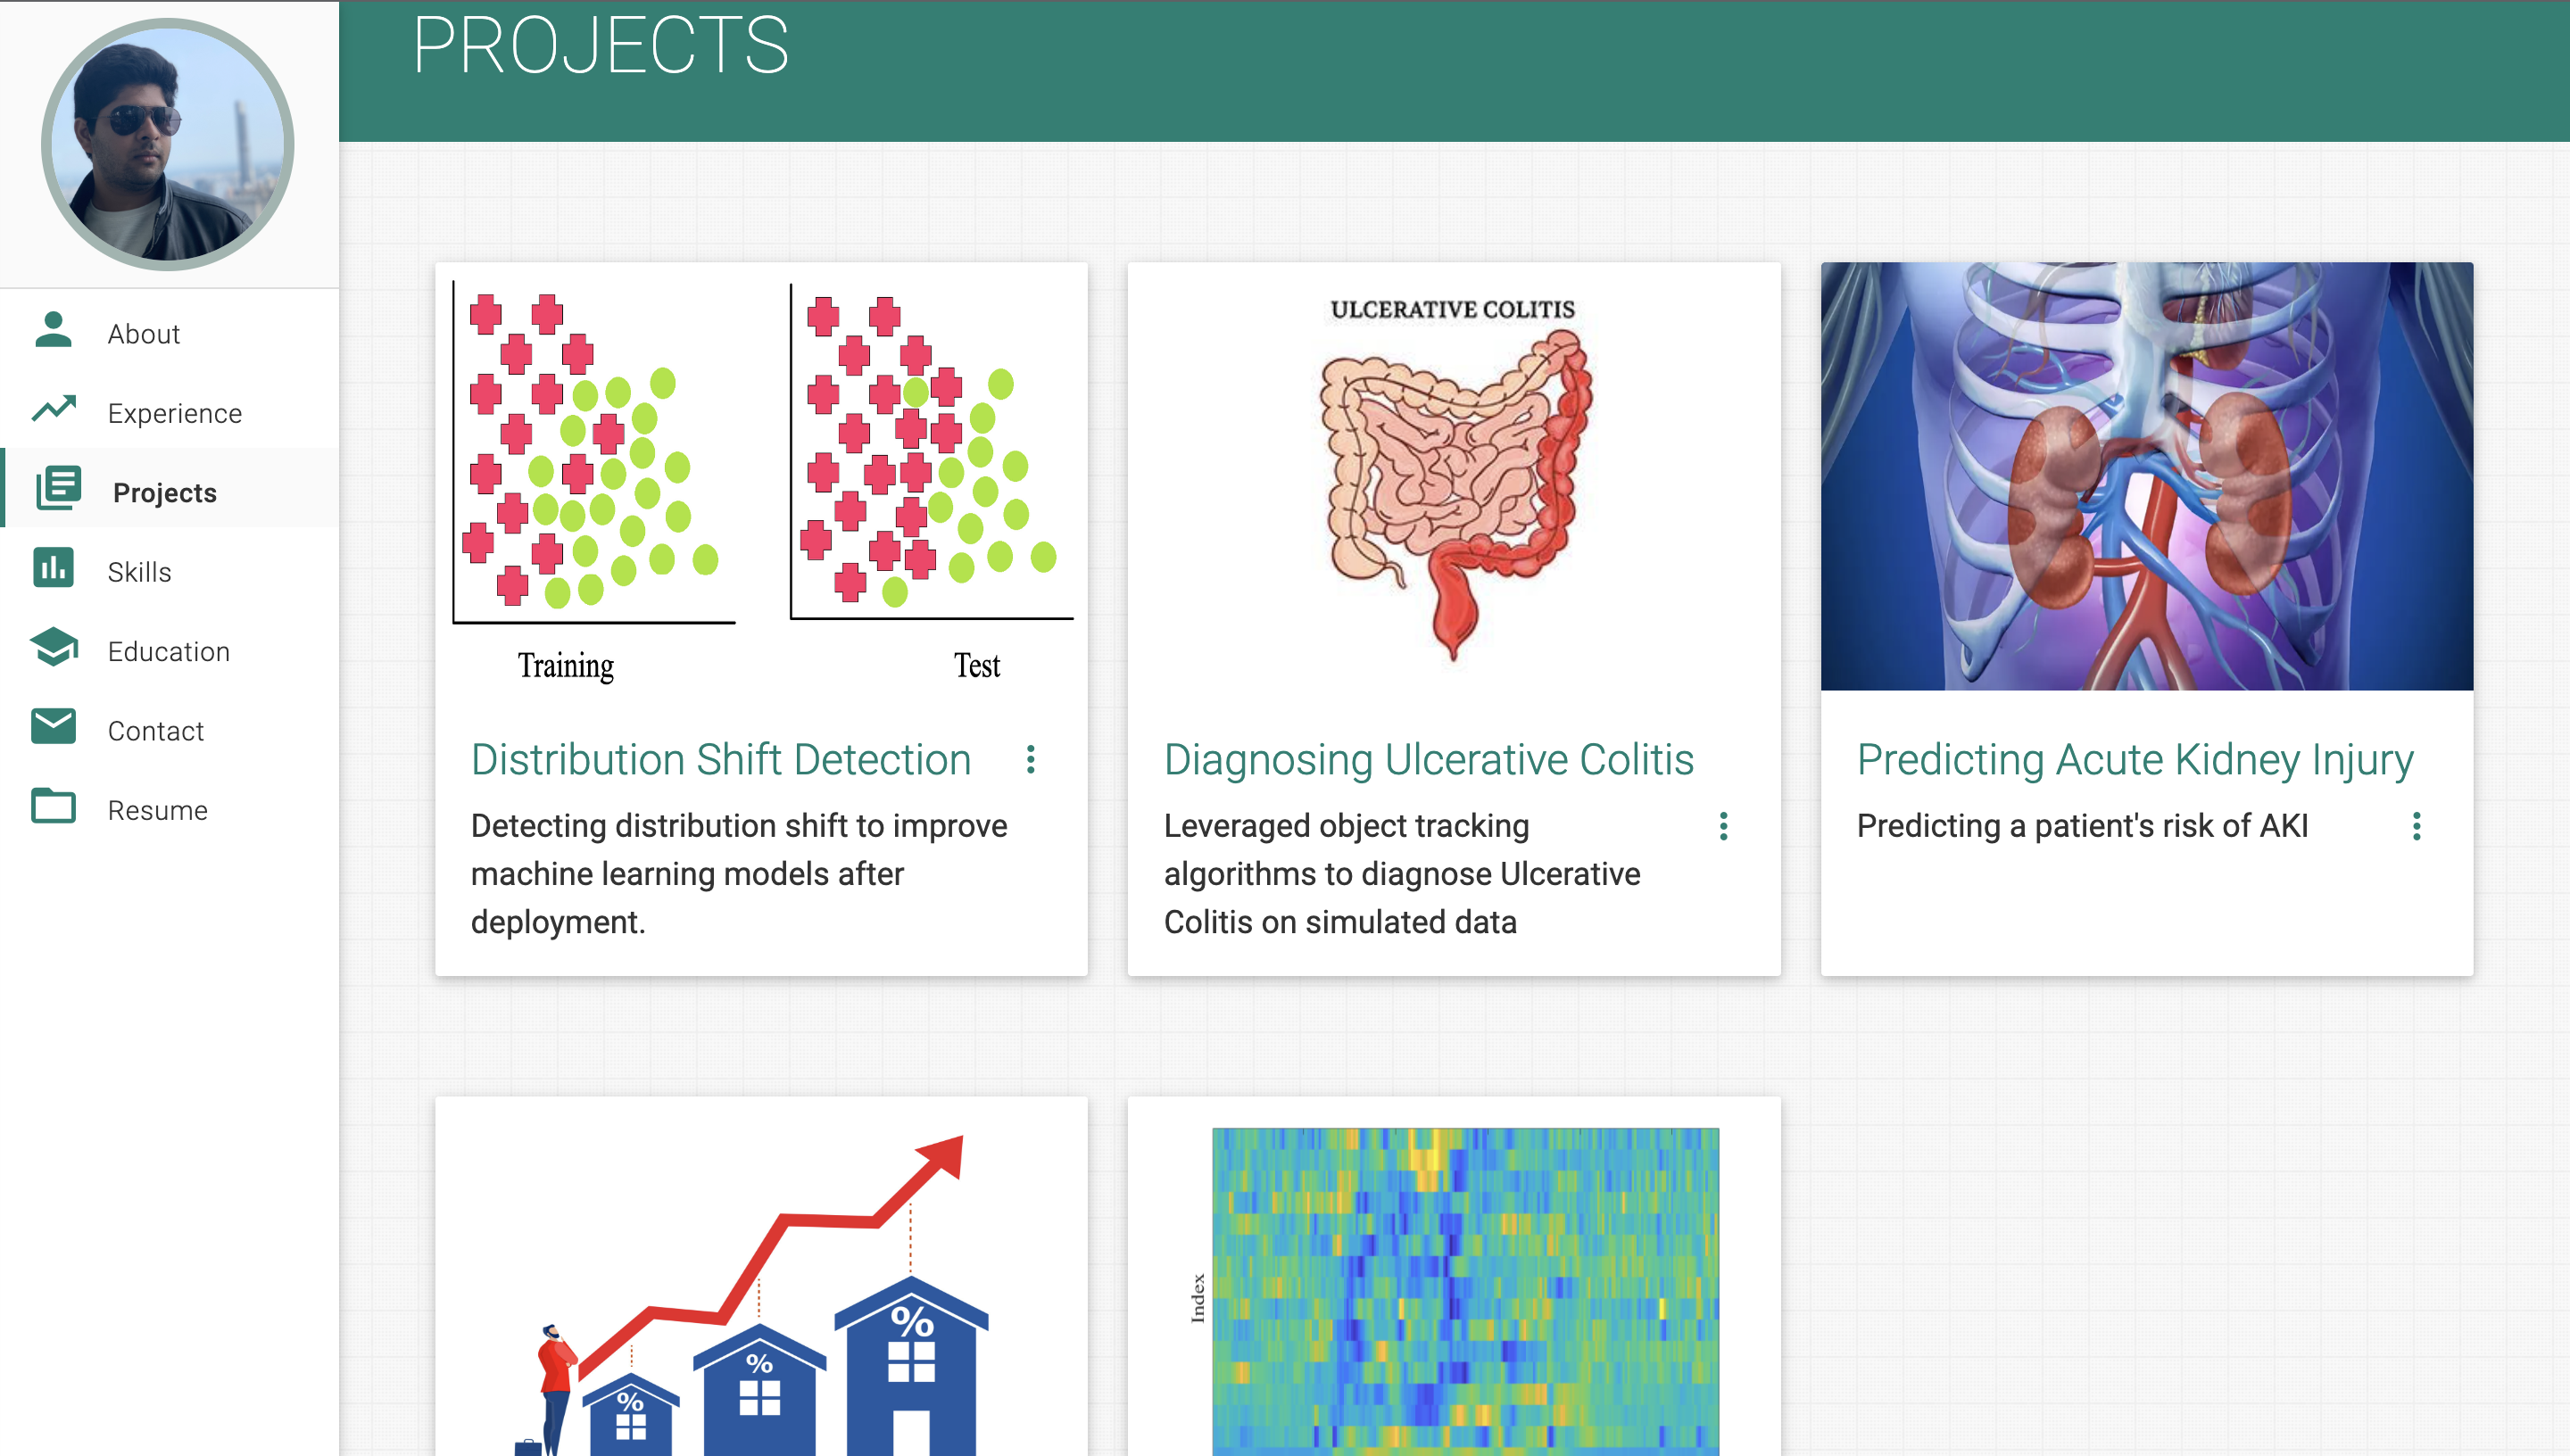 PROJECTS
About
Experience
Projects
Skills
Education
Contact
Resume
Training
Test
Distribution Shift Detection
Detecting distribution shift to improve
machine learning models after
deployment.
ULCERATIVE COLITIS
Diagnosing Ulcerative Colitis
Leveraged object tracking
algorithms to diagnose Ulcerative
Colitis on simulated data
Predicting Acute Kidney Injury
Predicting a patient's risk of AKI
%
%
%
Index